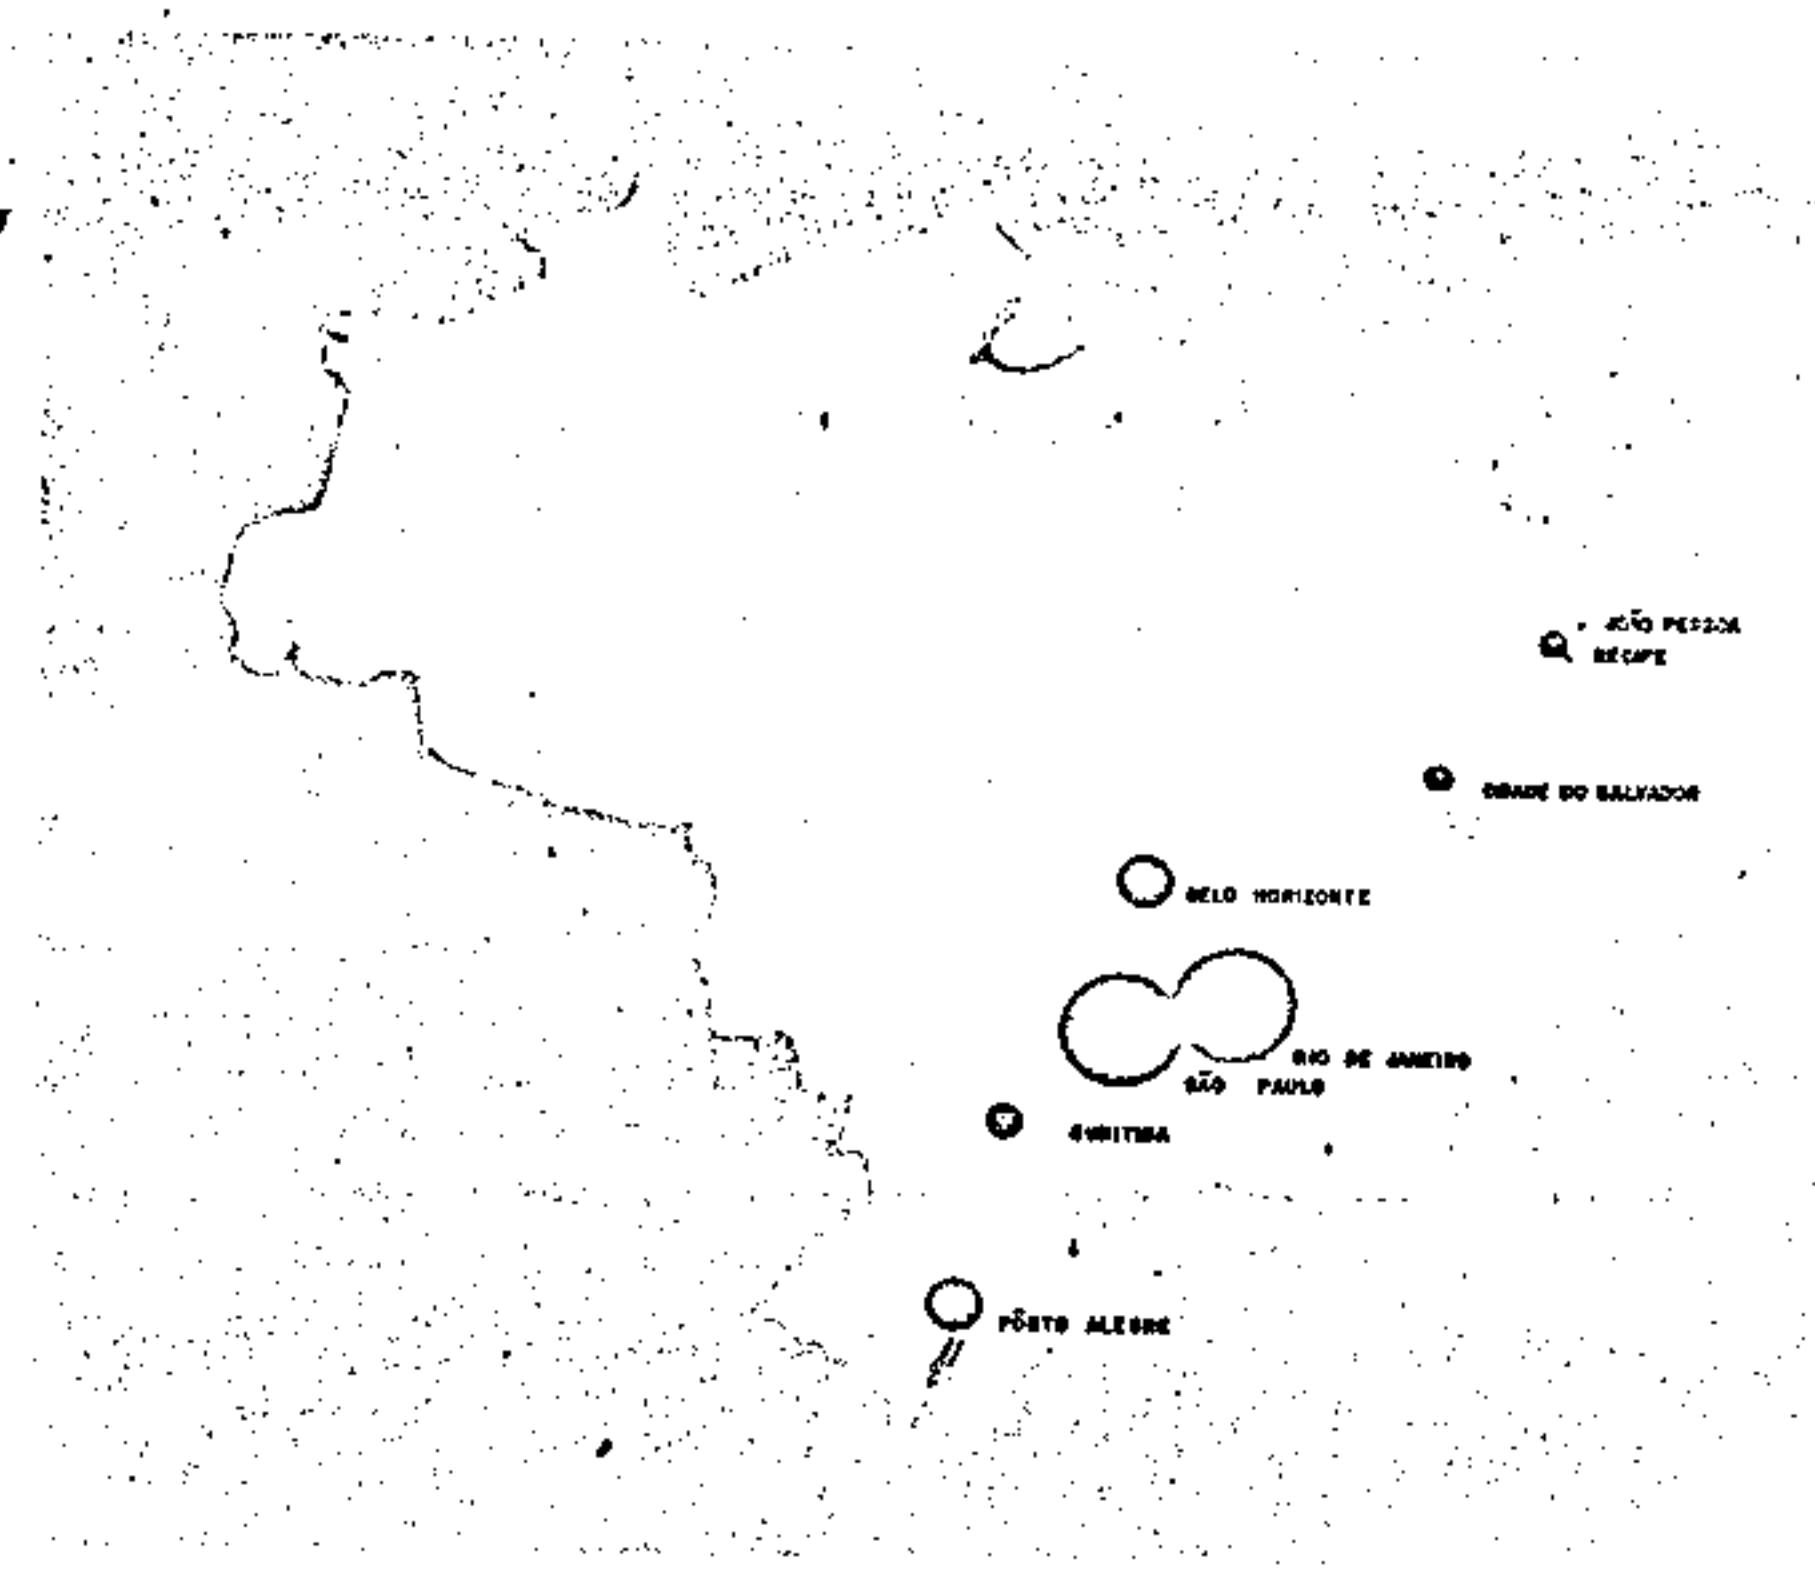 JOÃO PESSOA
RECIFE
CIDADE DO SALVADOR
BELO HORIZONTE
RIO DE JANEIRO
SÃO PAULO
CURITIBA
PÔRTO ALEGRE